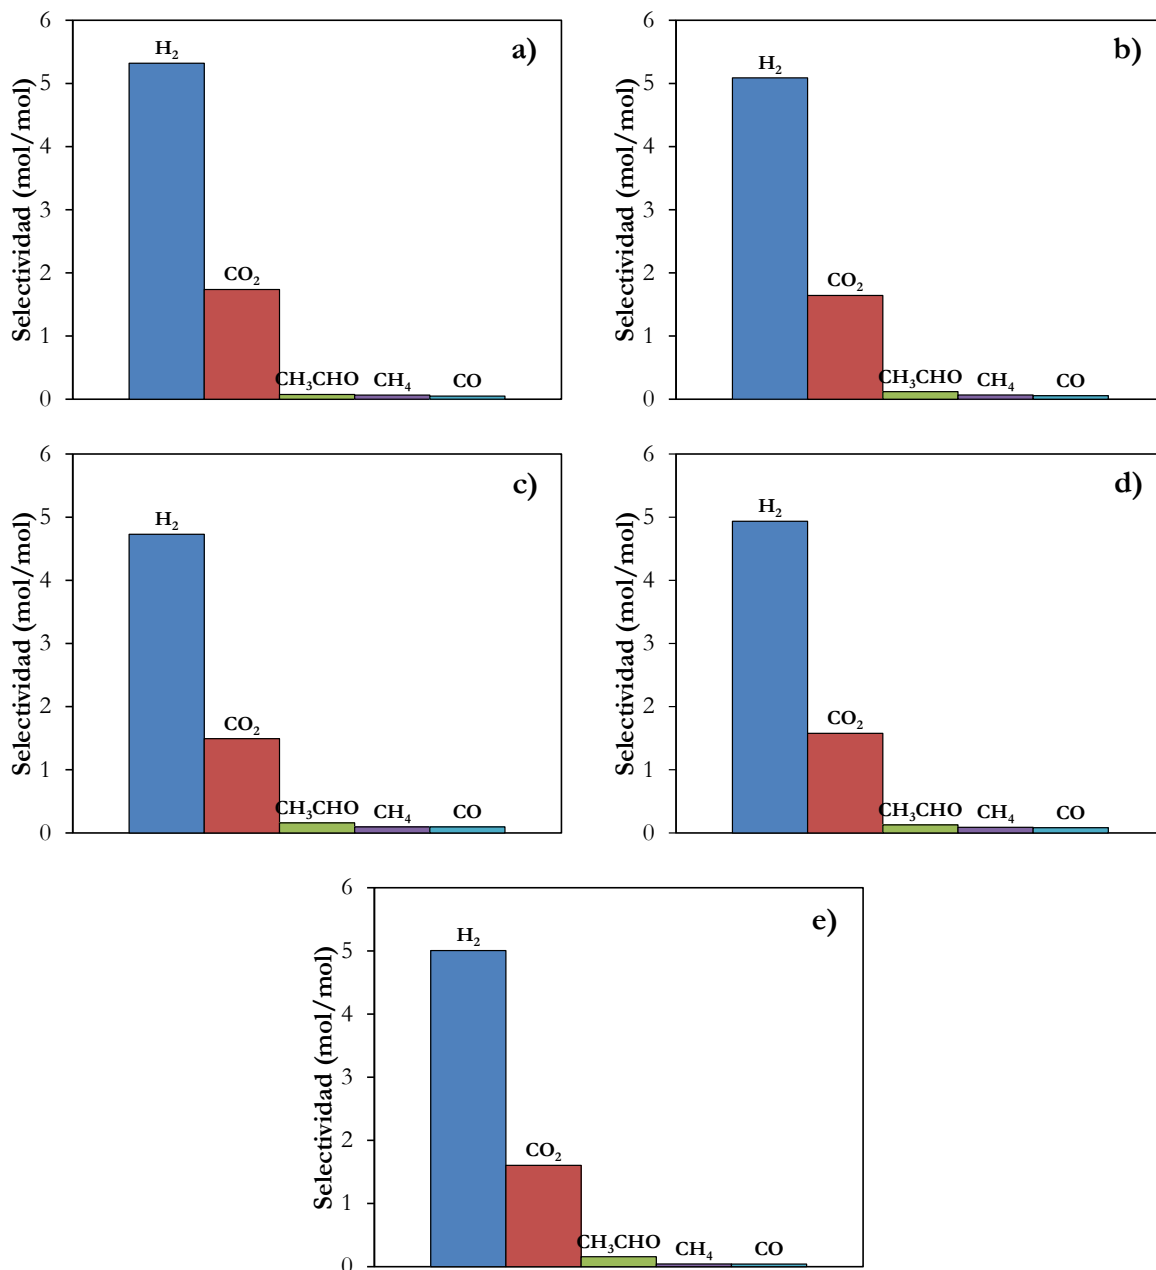 a)
Selectividad (mol/mol)
6
5
4
3
2
1
0
H₂
CO₂
CH₃CHO
CH₄
CO
b)
Selectividad (mol/mol)
6
5
4
3
2
1
0
H₂
CO₂
CH₃CHO
CH₄
CO
c)
Selectividad (mol/mol)
6
5
4
3
2
1
0
H₂
CO₂
CH₃CHO
CH₄
CO
d)
Selectividad (mol/mol)
6
5
4
3
2
1
0
H₂
CO₂
CH₃CHO
CH₄
CO
e)
Selectividad (mol/mol)
6
5
4
3
2
1
0
H₂
CO₂
CH₃CHO
CH₄
CO